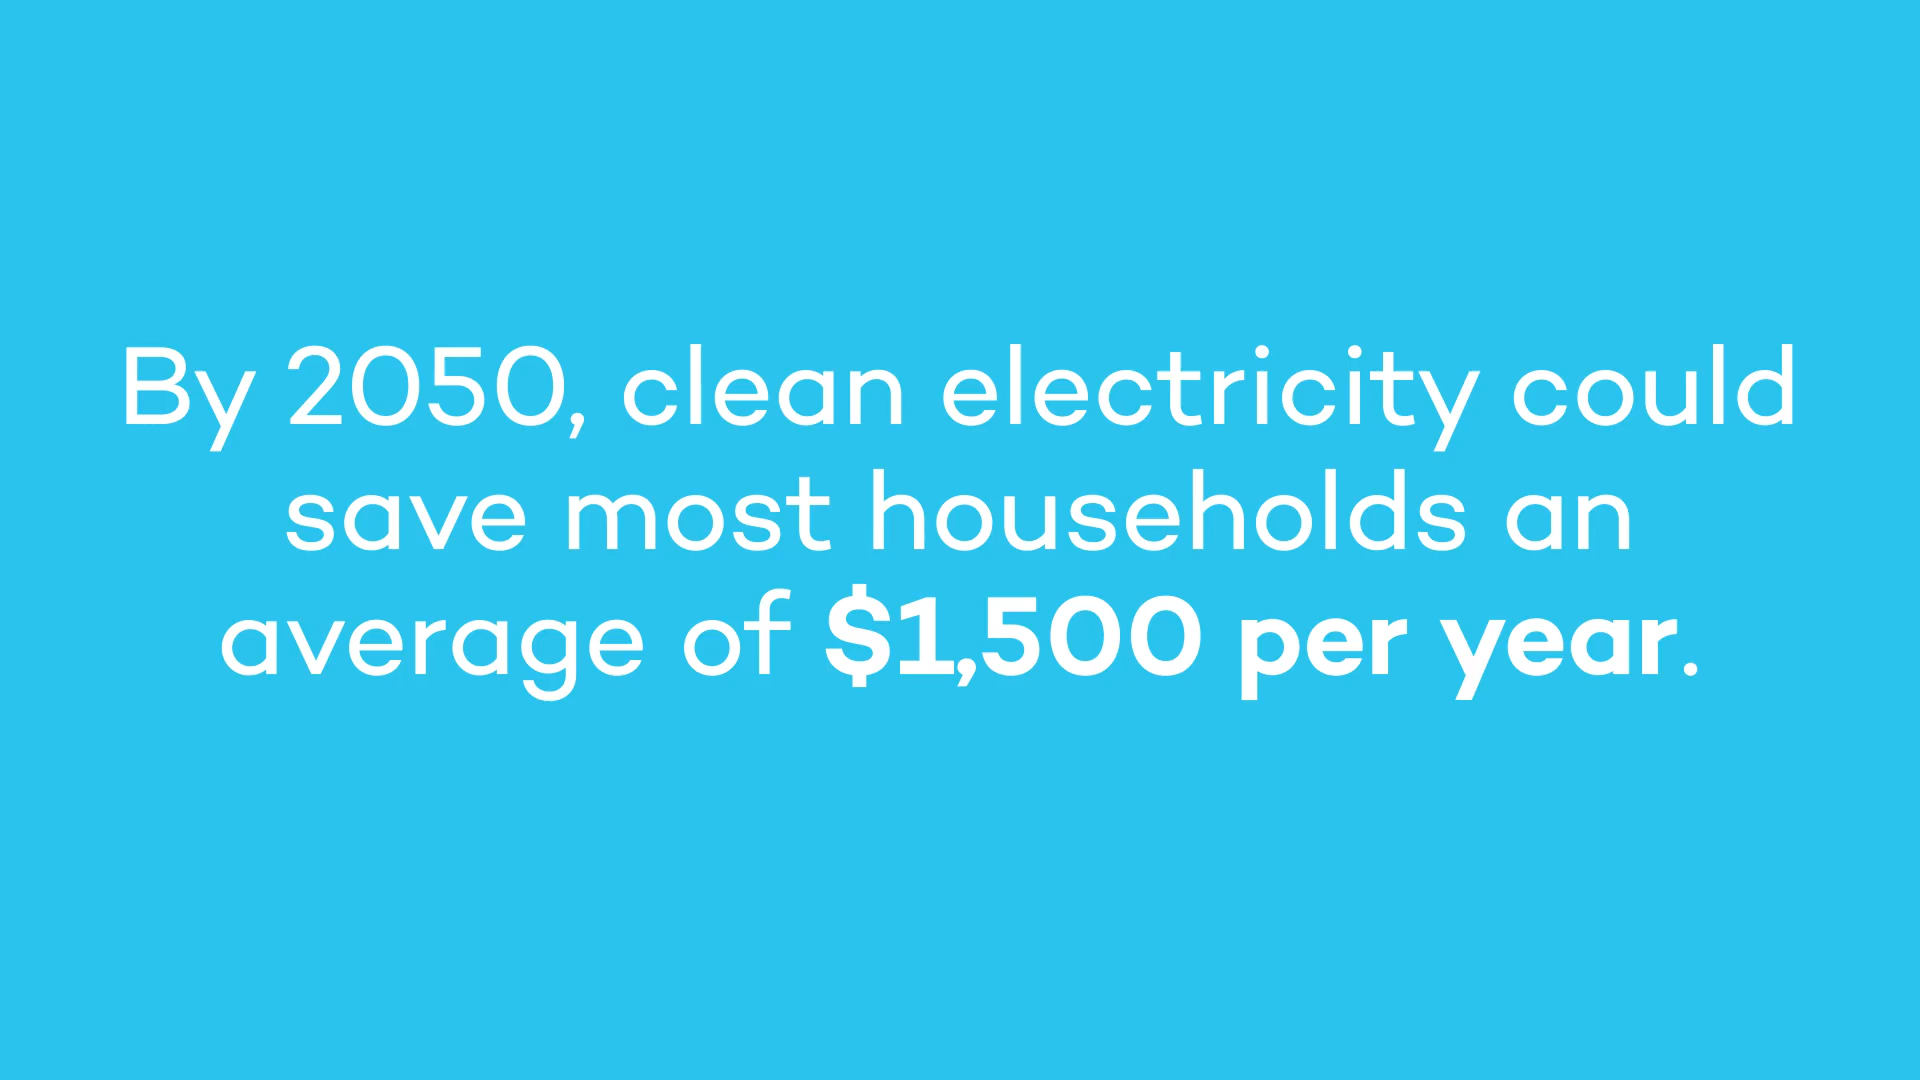 By 2050, clean electricity could
save most households an
average of $1,500 per year.